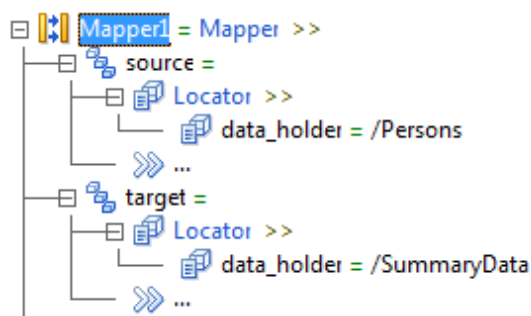 Mapper1 = Mapper >>
source =
Locator >>
data_holder = /Persons
...
target =
Locator >>
data_holder = /SummaryData
...